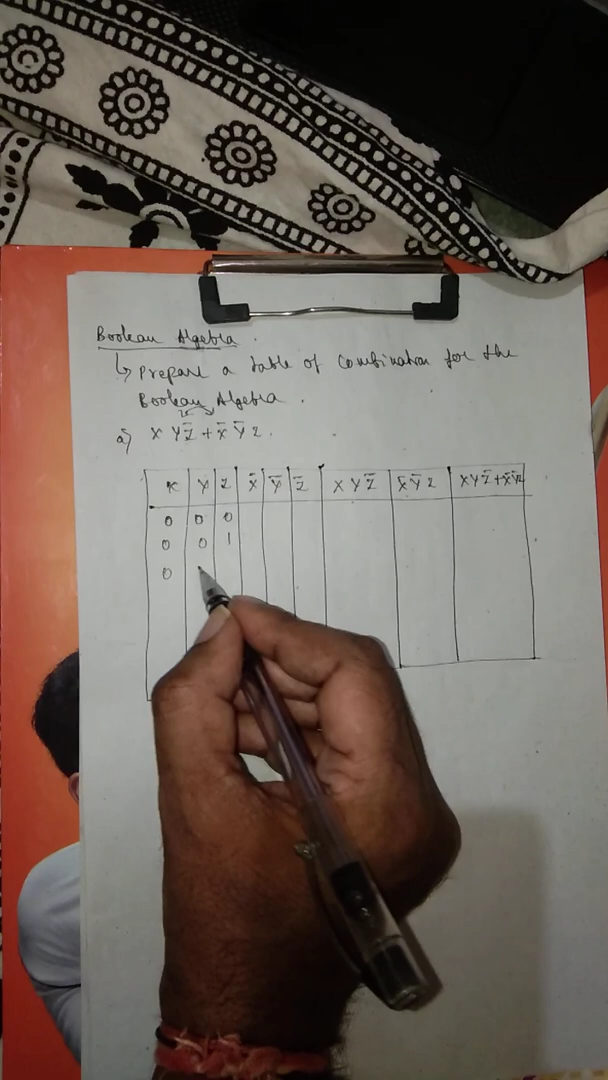 Boolean Algebra.
↳ Prepare a table of Combination for the
Boolean Algebra.
a) X Y Z̅ + X̅ Y̅ Z.
X Y Z X̅ Y̅ Z̅ X Y Z̅ X̅ Y̅ Z X Y Z̅ + X̅ Y̅ Z
0 0 0
0 0 1
0